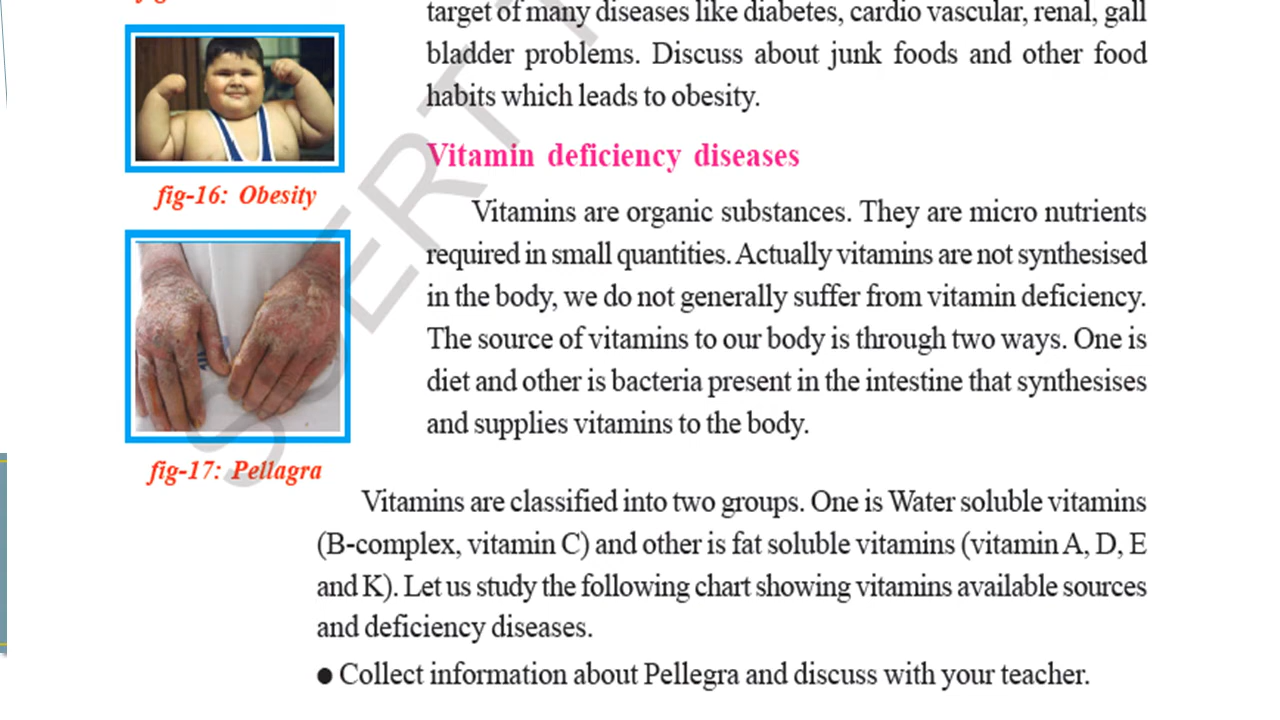 target of many diseases like diabetes, cardio vascular, renal, gall
bladder problems. Discuss about junk foods and other food
habits which leads to obesity.
fig-16: Obesity
Vitamin deficiency diseases
Vitamins are organic substances. They are micro nutrients
required in small quantities. Actually vitamins are not synthesised
in the body, we do not generally suffer from vitamin deficiency.
The source of vitamins to our body is through two ways. One is
diet and other is bacteria present in the intestine that synthesises
and supplies vitamins to the body.
fig-17: Pellagra
Vitamins are classified into two groups. One is Water soluble vitamins
(B-complex, vitamin C) and other is fat soluble vitamins (vitamin A, D, E
and K). Let us study the following chart showing vitamins available sources
and deficiency diseases.
● Collect information about Pellegra and discuss with your teacher.